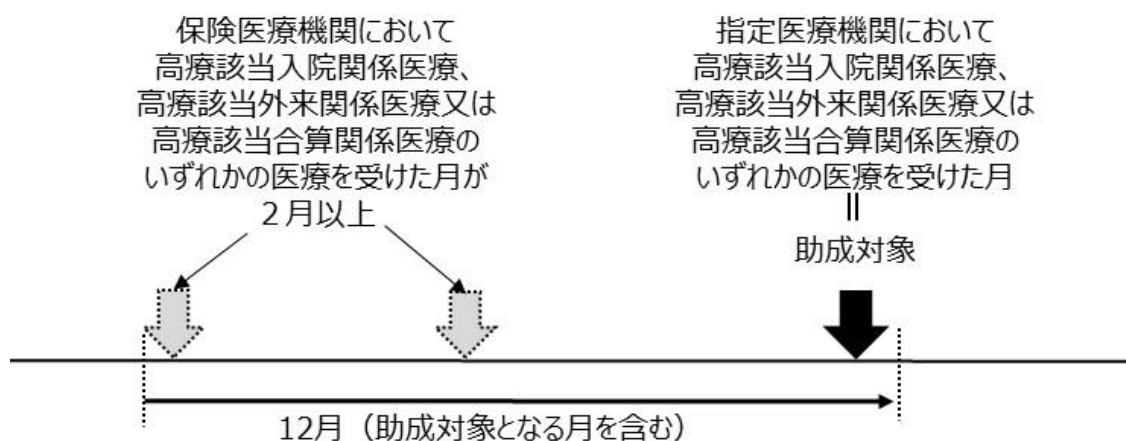 保険医療機関において
高療該当入院関係医療、
高療該当外来関係医療又は
高療該当合算関係医療の
いずれかの医療を受けた月が
２月以上
指定医療機関において
高療該当入院関係医療、
高療該当外来関係医療又は
高療該当合算関係医療の
いずれかの医療を受けた月
＝
助成対象
12月（助成対象となる月を含む）